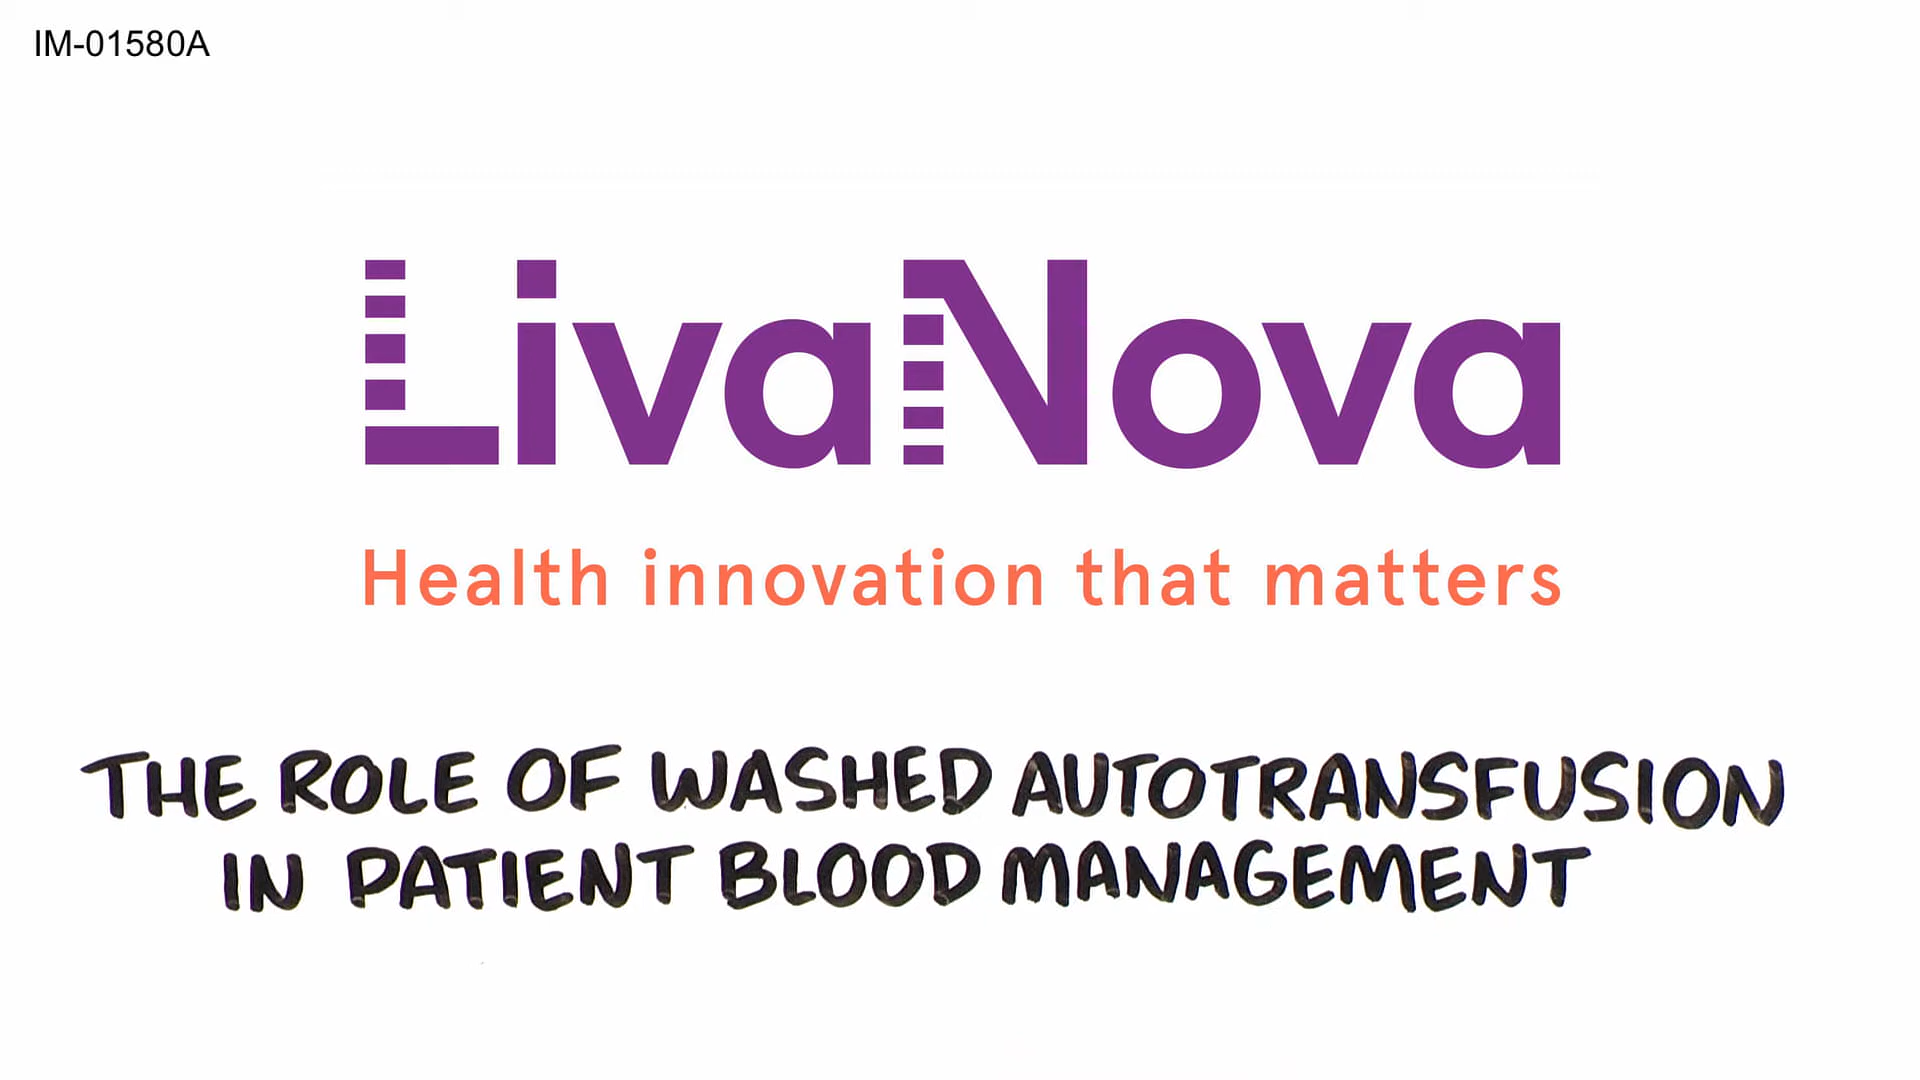 IM-01580A
LivaNova
Health innovation that matters
THE ROLE OF WASHED AUTOTRANSFUSION
IN PATIENT BLOOD MANAGEMENT